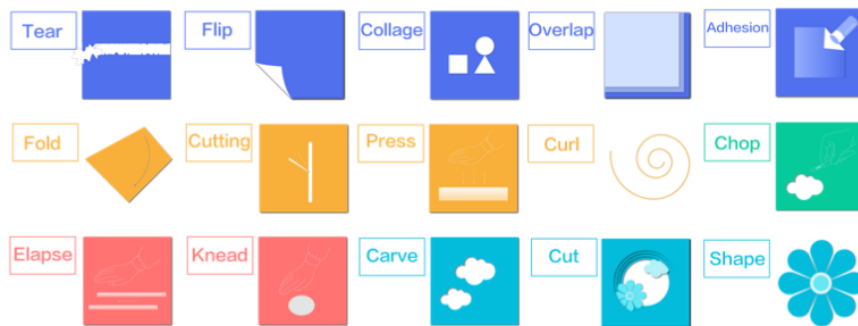 Tear
Flip
Collage
Overlap
Adhesion
Fold
Cutting
Press
Curl
Chop
Elapse
Knead
Carve
Cut
Shape